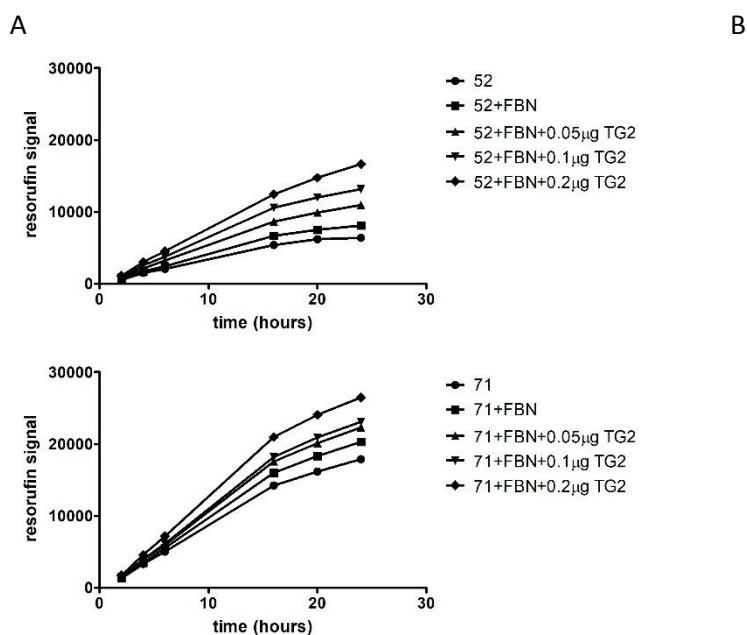 A
B
30000
20000
10000
0
resorufin signal
0 10 20 30
time (hours)
52
52+FBN
52+FBN+0.05µg TG2
52+FBN+0.1µg TG2
52+FBN+0.2µg TG2
30000
20000
10000
0
resorufin signal
0 10 20 30
time (hours)
71
71+FBN
71+FBN+0.05µg TG2
71+FBN+0.1µg TG2
71+FBN+0.2µg TG2